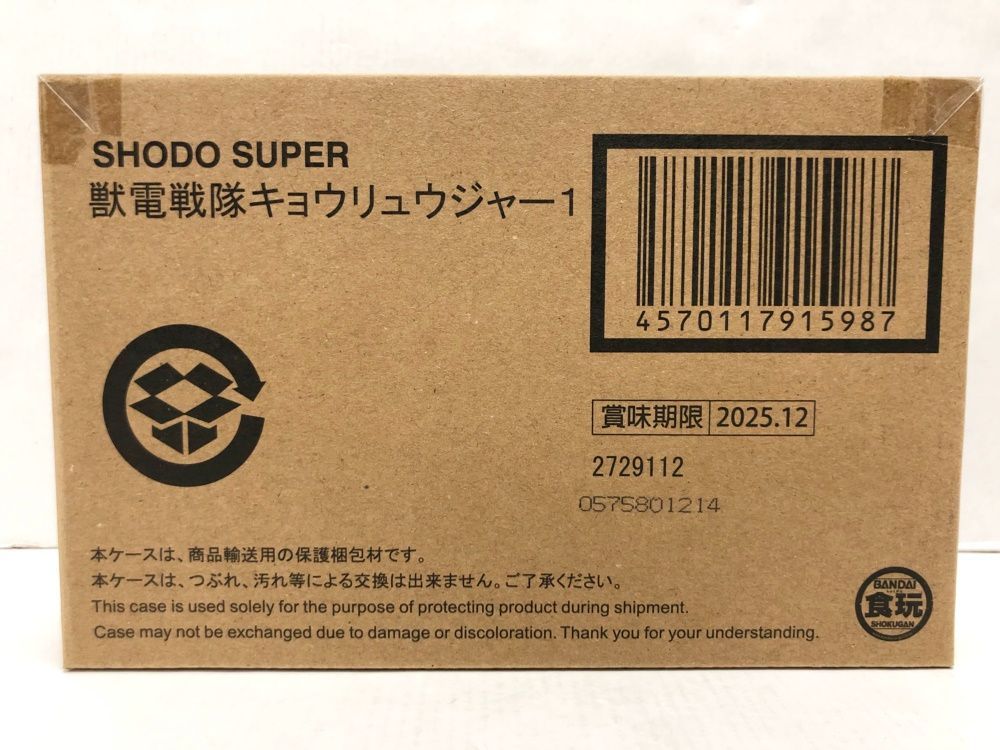 SHODO SUPER
獣電戦隊キョウリュウジャー1
4570117915987
賞味期限 2025.12
2729112
0575801214
本ケースは、商品輸送用の保護梱包材です。
本ケースは、つぶれ、汚れ等による交換は出来ません。ご了承ください。
This case is used solely for the purpose of protecting product during shipment.
Case may not be exchanged due to damage or discoloration. Thank you for your understanding.
BANDAI
食玩
SHOKUGAN